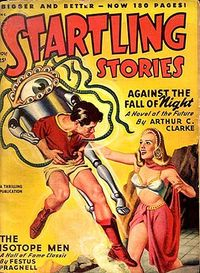 BIGGER AND BETTER – NOW 180 PAGES!
STARTLING
STORIES
AGAINST THE
FALL OF Night
A Novel of the Future
By ARTHUR C.
CLARKE
A THRILLING
PUBLICATION
THE
ISOTOPE MEN
A Hall of Fame Classic
By FESTUS
PRAGNELL